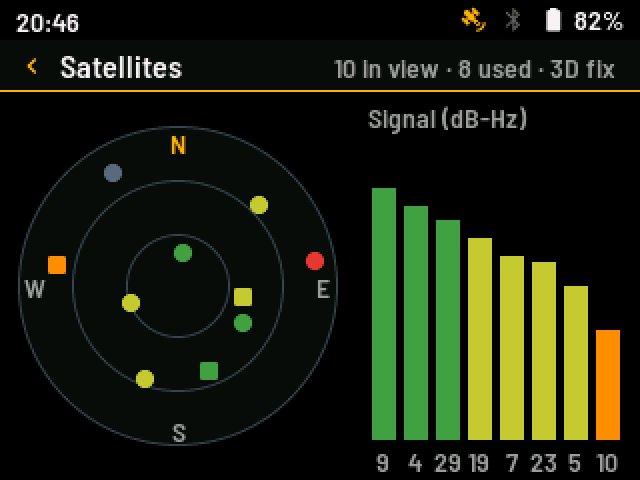 20:46 82%
Satellites 10 in view · 8 used · 3D fix
Signal (dB-Hz)
N
W E
S
9 4 29 19 7 23 5 10